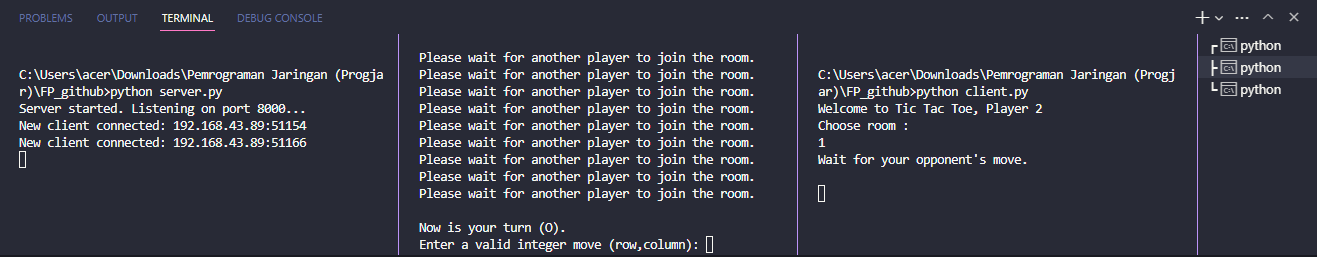 PROBLEMS OUTPUT TERMINAL DEBUG CONSOLE
C:\Users\acer\Downloads\Pemrograman Jaringan (Progja
r)\FP_github>python server.py
Server started. Listening on port 8000...
New client connected: 192.168.43.89:51154
New client connected: 192.168.43.89:51166
Please wait for another player to join the room.
Please wait for another player to join the room.
Please wait for another player to join the room.
Please wait for another player to join the room.
Please wait for another player to join the room.
Please wait for another player to join the room.
Please wait for another player to join the room.
Please wait for another player to join the room.
Please wait for another player to join the room.
Now is your turn (O).
Enter a valid integer move (row,column):
C:\Users\acer\Downloads\Pemrograman Jaringan (Progj
ar)\FP_github>python client.py
Welcome to Tic Tac Toe, Player 2
Choose room :
1
Wait for your opponent's move.
python
python
python